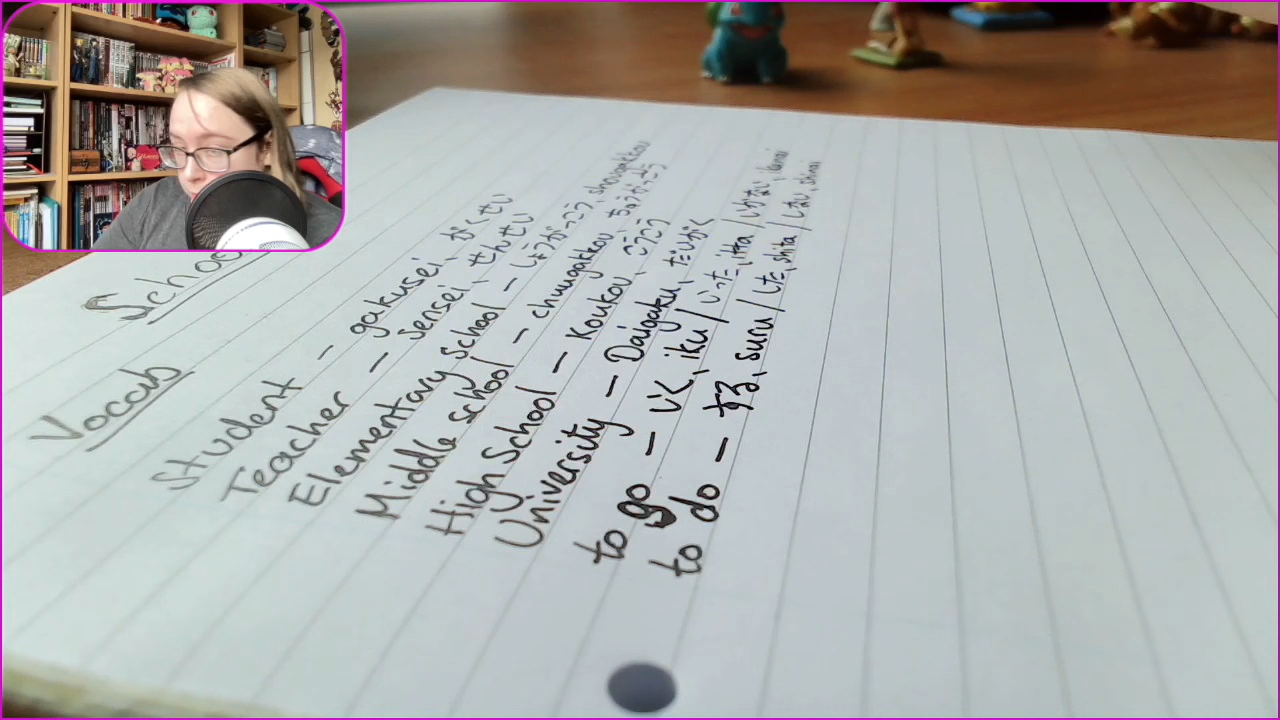 School
Vocab
Student - gakusei, がくせい
Teacher - Sensei, せんせい
Elementary School - しょうがっこう, shougakkou
Middle school - chuugakkou, ちゅうがっこう
High School - Koukou, こうこう
University - Daigaku, だいがく
to go - いく, iku / いった, itta / いかない, ikanai
to do - する, suru / した, shita / しない, shinai